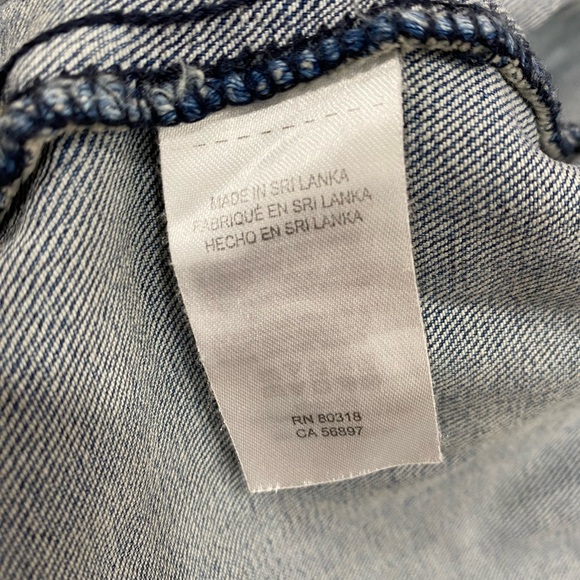 MADE IN SRI LANKA
FABRIQUÉ EN SRI LANKA
HECHO EN SRI LANKA
RN 80318
CA 56897